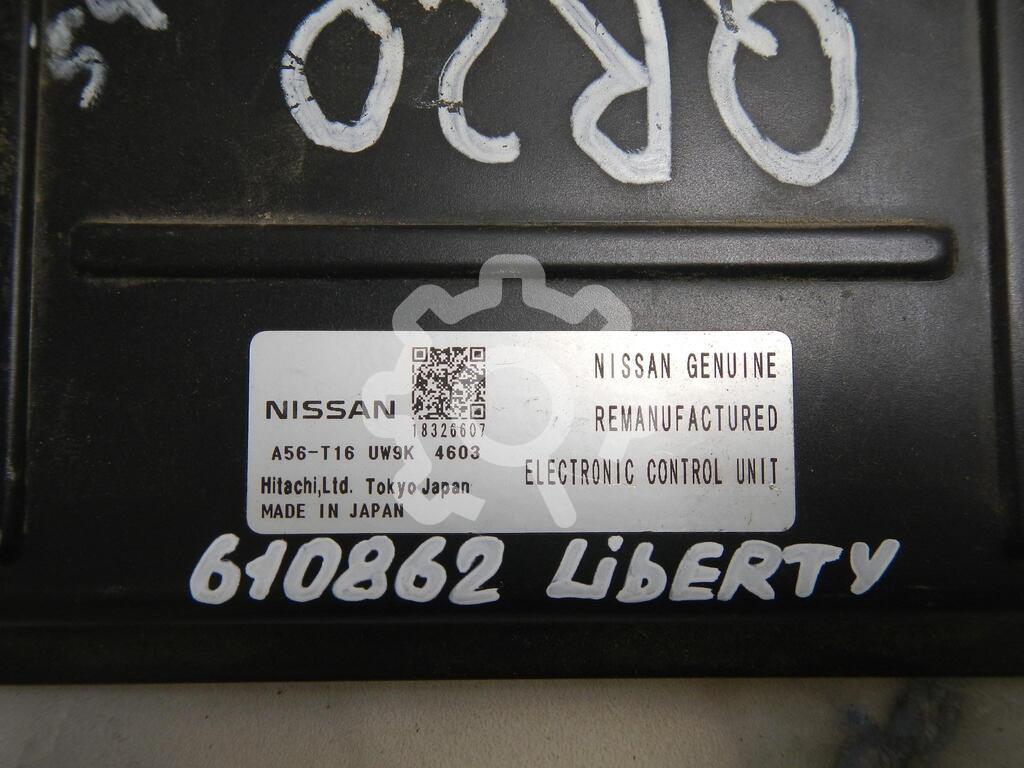 QR20
NISSAN
18326607
A56-T16 UW9K 4603
Hitachi,Ltd. Tokyo Japan
MADE IN JAPAN
NISSAN GENUINE
REMANUFACTURED
ELECTRONIC CONTROL UNIT
610862 LibERTY